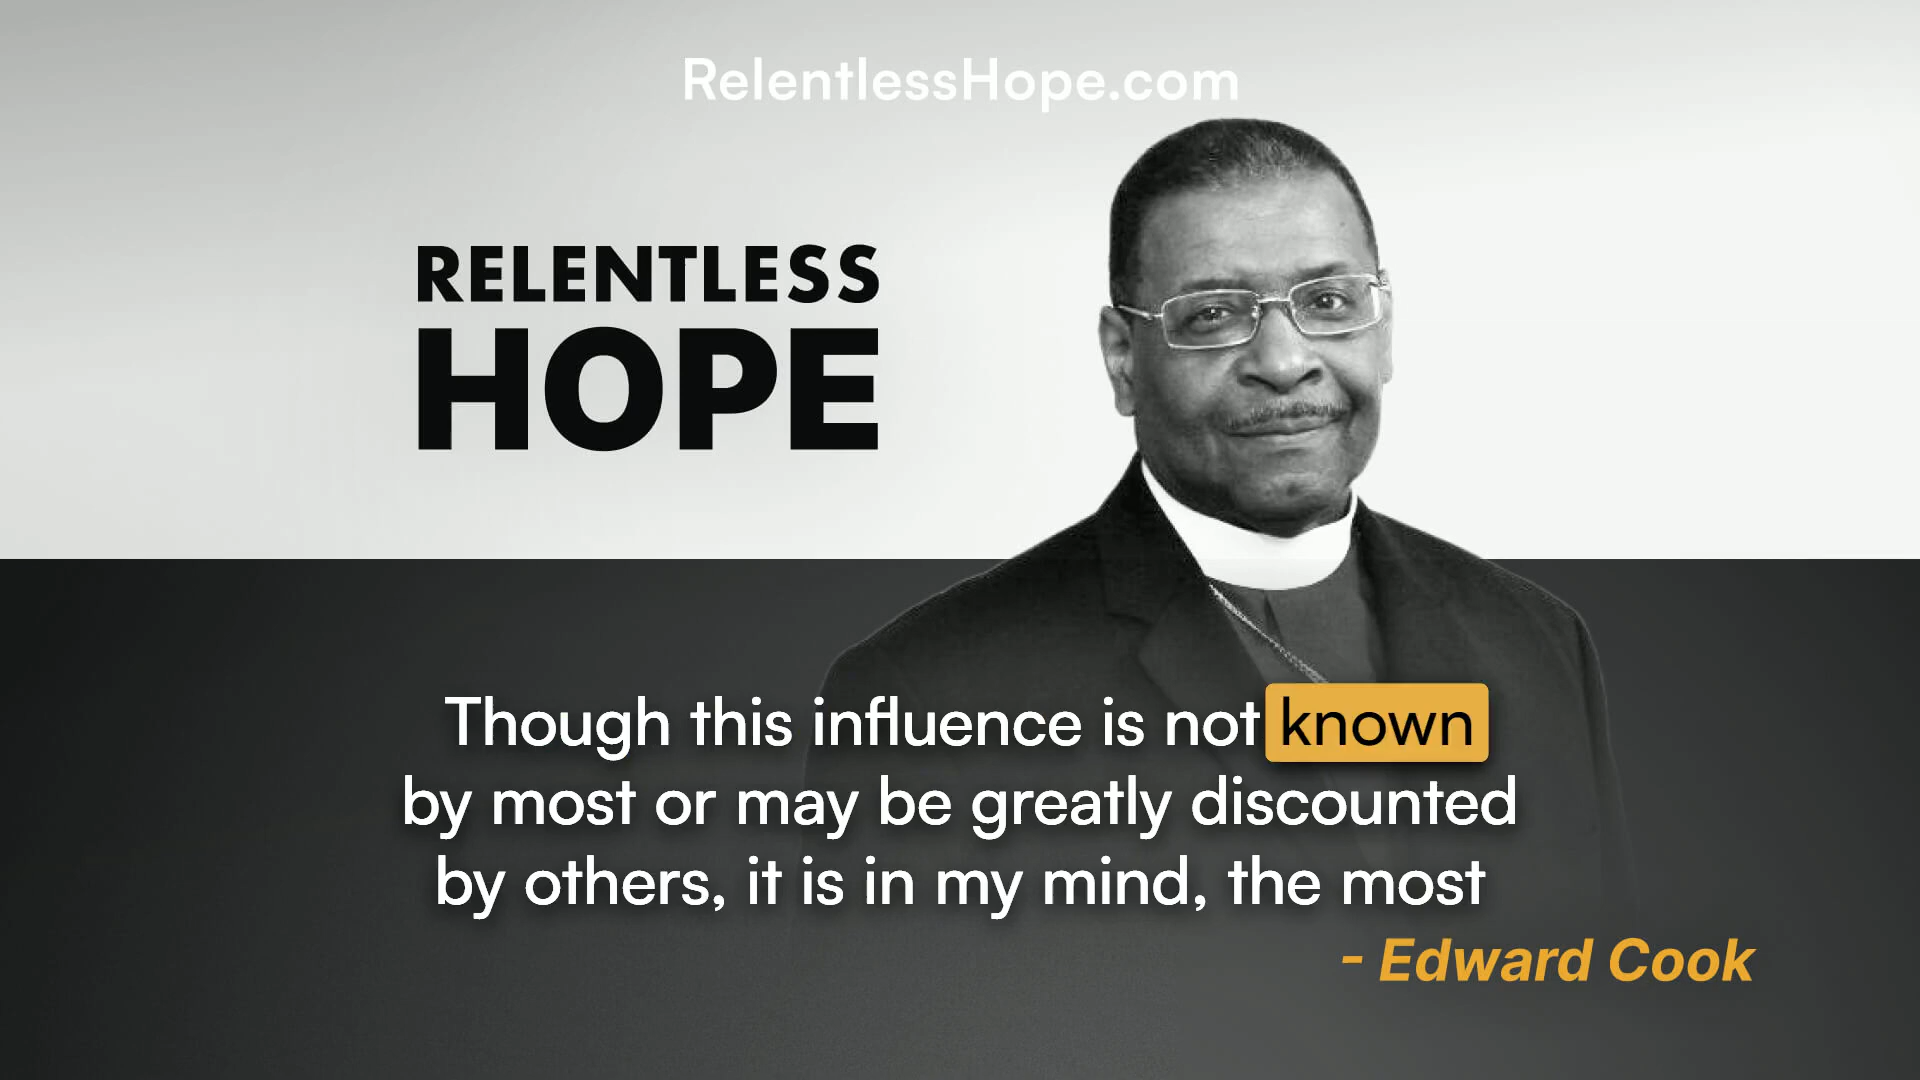 RelentlessHope.com
RELENTLESS
HOPE
Though this influence is not known
by most or may be greatly discounted
by others, it is in my mind, the most
- Edward Cook